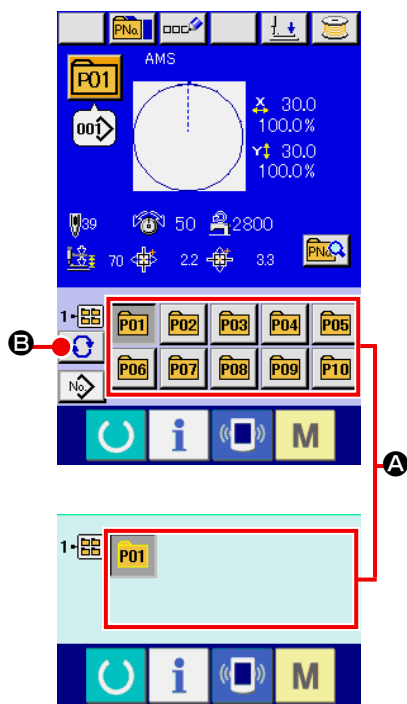 PNo.
AMS
P01
001
X 30.0
100.0%
Y 30.0
100.0%
39 50 2800
70 2.2 3.3 PNo.
1 P01 P02 P03 P04 P05
B
P06 P07 P08 P09 P10
No.
i M
A
1 P01
i M